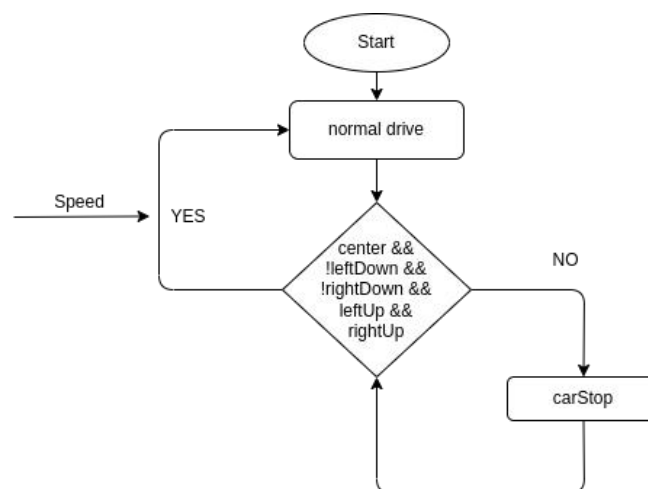 Start
normal drive
Speed
YES
center &&
!leftDown &&
!rightDown &&
leftUp &&
rightUp
NO
carStop